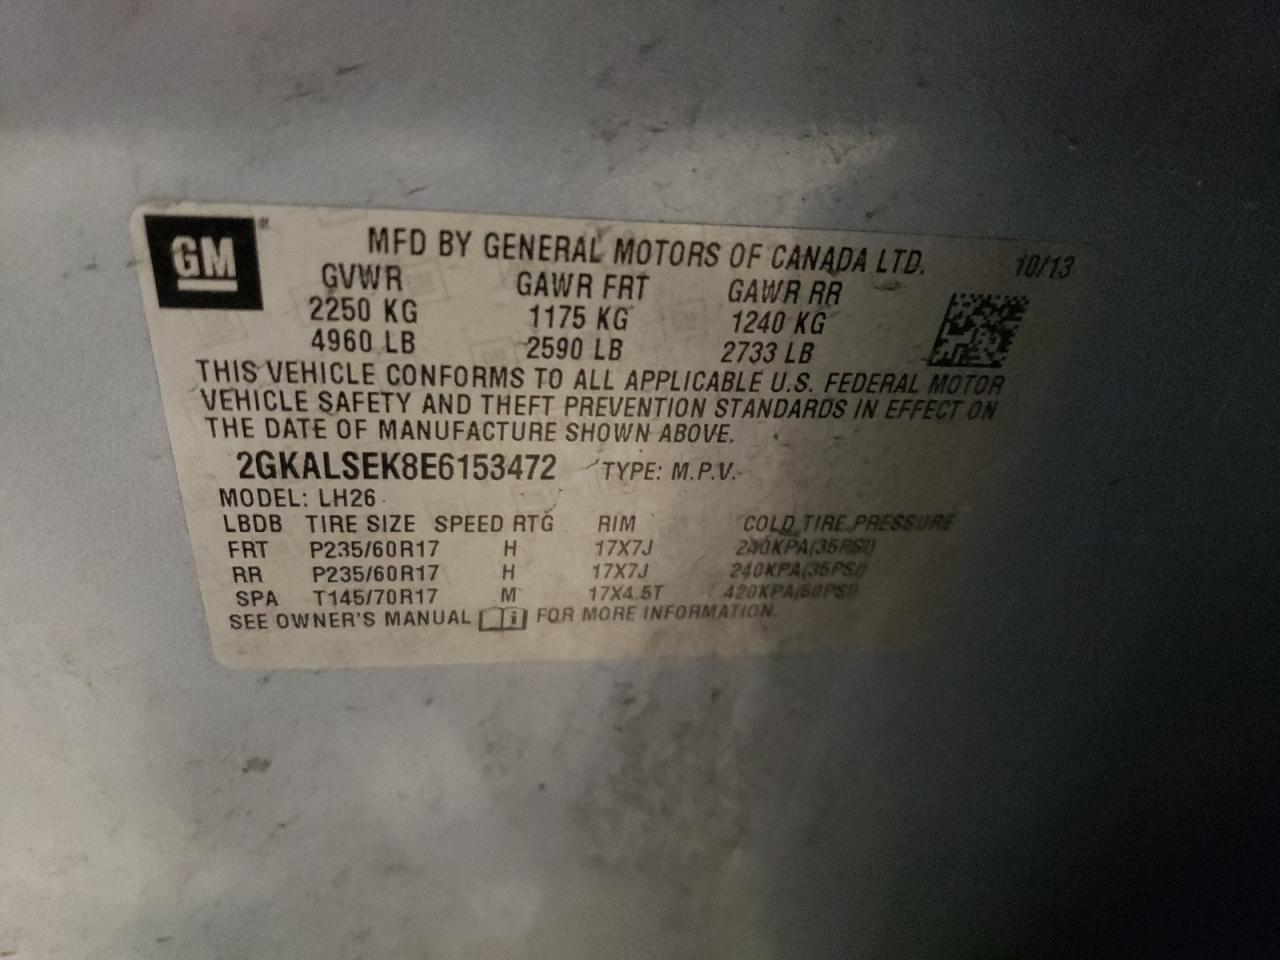 GM
MFD BY GENERAL MOTORS OF CANADA LTD. 10/13
GVWR GAWR FRT GAWR RR
2250 KG 1175 KG 1240 KG
4960 LB 2590 LB 2733 LB
THIS VEHICLE CONFORMS TO ALL APPLICABLE U.S. FEDERAL MOTOR
VEHICLE SAFETY AND THEFT PREVENTION STANDARDS IN EFFECT ON
THE DATE OF MANUFACTURE SHOWN ABOVE.
2GKALSEK8E6153472 TYPE: M.P.V.
MODEL: LH26
LBDB TIRE SIZE SPEED RTG RIM COLD TIRE PRESSURE
FRT P235/60R17 H 17X7J 240KPA(35PSI)
RR P235/60R17 H 17X7J 240KPA(35PSI)
SPA T145/70R17 M 17X4.5T 420KPA(60PSI)
SEE OWNER'S MANUAL FOR MORE INFORMATION.